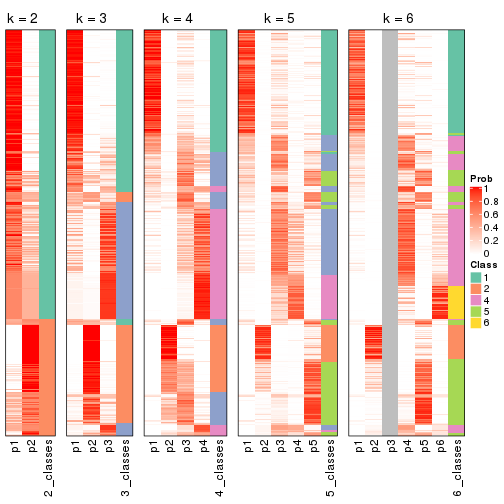 k = 2
k = 3
k = 4
k = 5
k = 6
p1
p2
2_classes
p1
p2
p3
3_classes
p1
p2
p3
p4
4_classes
p1
p2
p3
p4
p5
5_classes
p1
p2
p3
p4
p5
p6
6_classes
Prob
1
0.8
0.6
0.4
0.2
0
Class
1
2
4
5
6